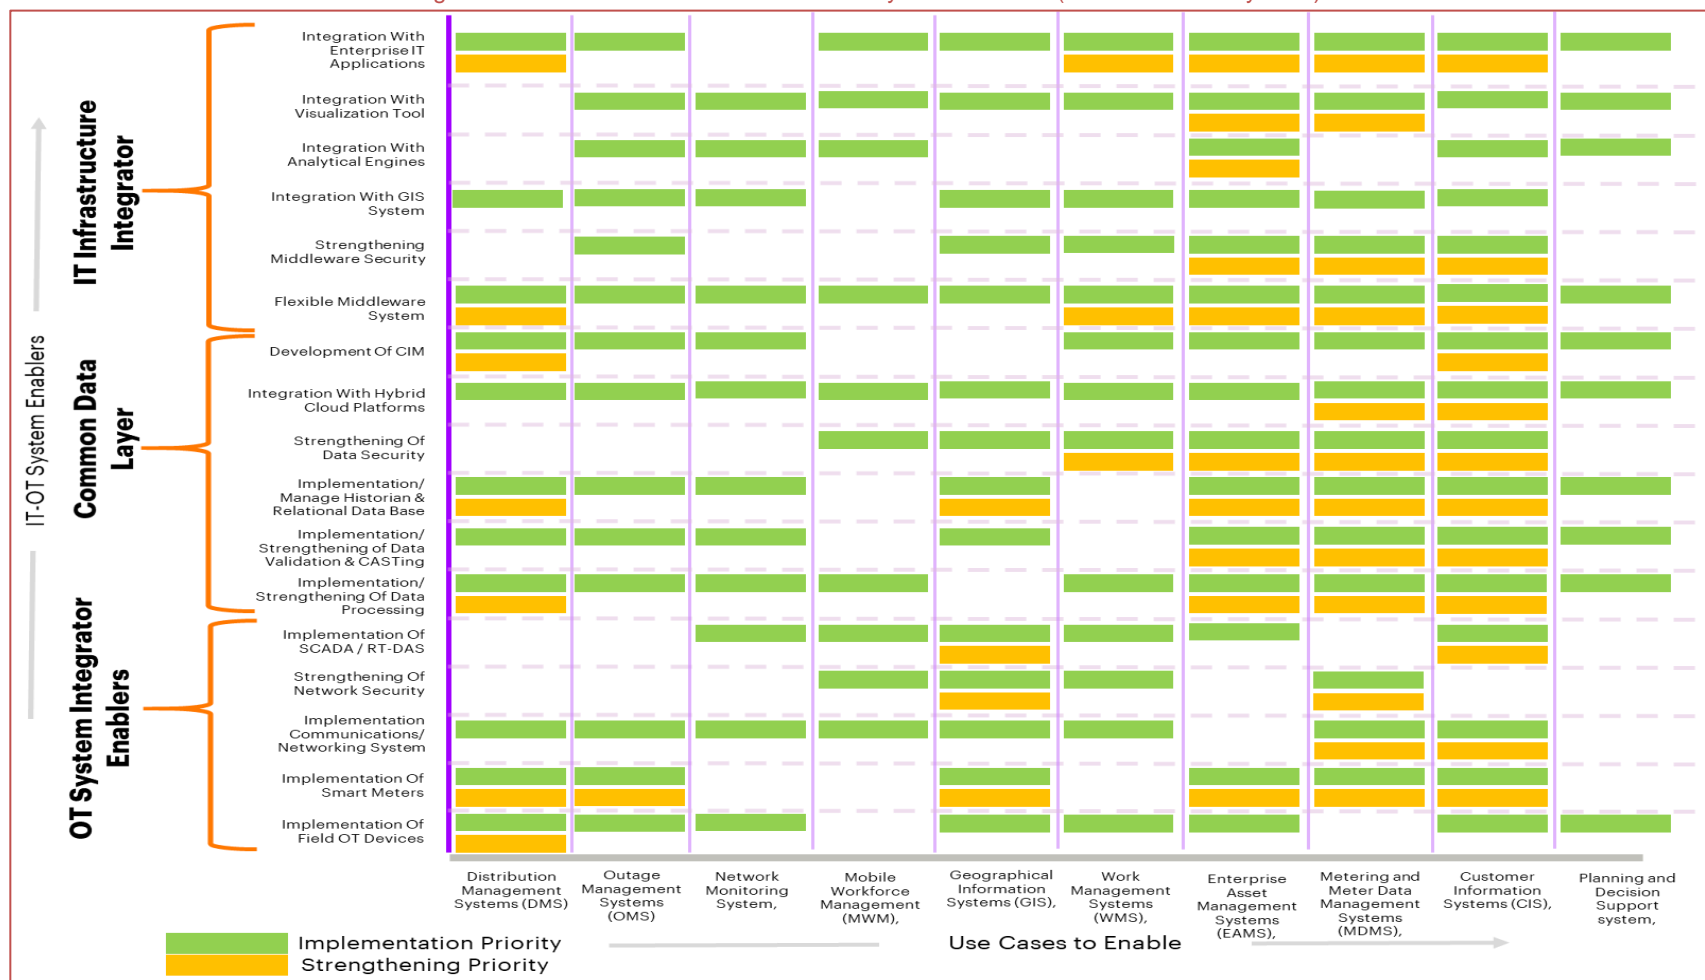 Integration With
Enterprise IT
Applications
Integration With
Visualization Tool
Integration With
Analytical Engines
Integration With GIS
System
Strengthening
Middleware Security
Flexible Middleware
System
Development Of CIM
Integration With Hybrid
Cloud Platforms
Strengthening Of
Data Security
Implementation/
Manage Historian &
Relational Data Base
Implementation/
Strengthening of Data
Validation & CASTing
Implementation/
Strengthening Of Data
Processing
Implementation Of
SCADA / RT-DAS
Strengthening Of
Network Security
Implementation
Communications/
Networking System
Implementation Of
Smart Meters
Implementation Of
Field OT Devices
IT-OT System Enablers
IT Infrastructure
Integrator
Common Data
Layer
OT System Integrator
Enablers
Distribution
Management
Systems (DMS)
Outage
Management
Systems
(OMS)
Network
Monitoring
System,
Mobile
Workforce
Management
(MWM),
Geographical
Information
Systems (GIS),
Work
Management
Systems
(WMS),
Enterprise
Asset
Management
Systems
(EAMS),
Metering and
Meter Data
Management
Systems
(MDMS),
Customer
Information
Systems (CIS),
Planning and
Decision
Support
system,
Implementation Priority
Strengthening Priority
Use Cases to Enable